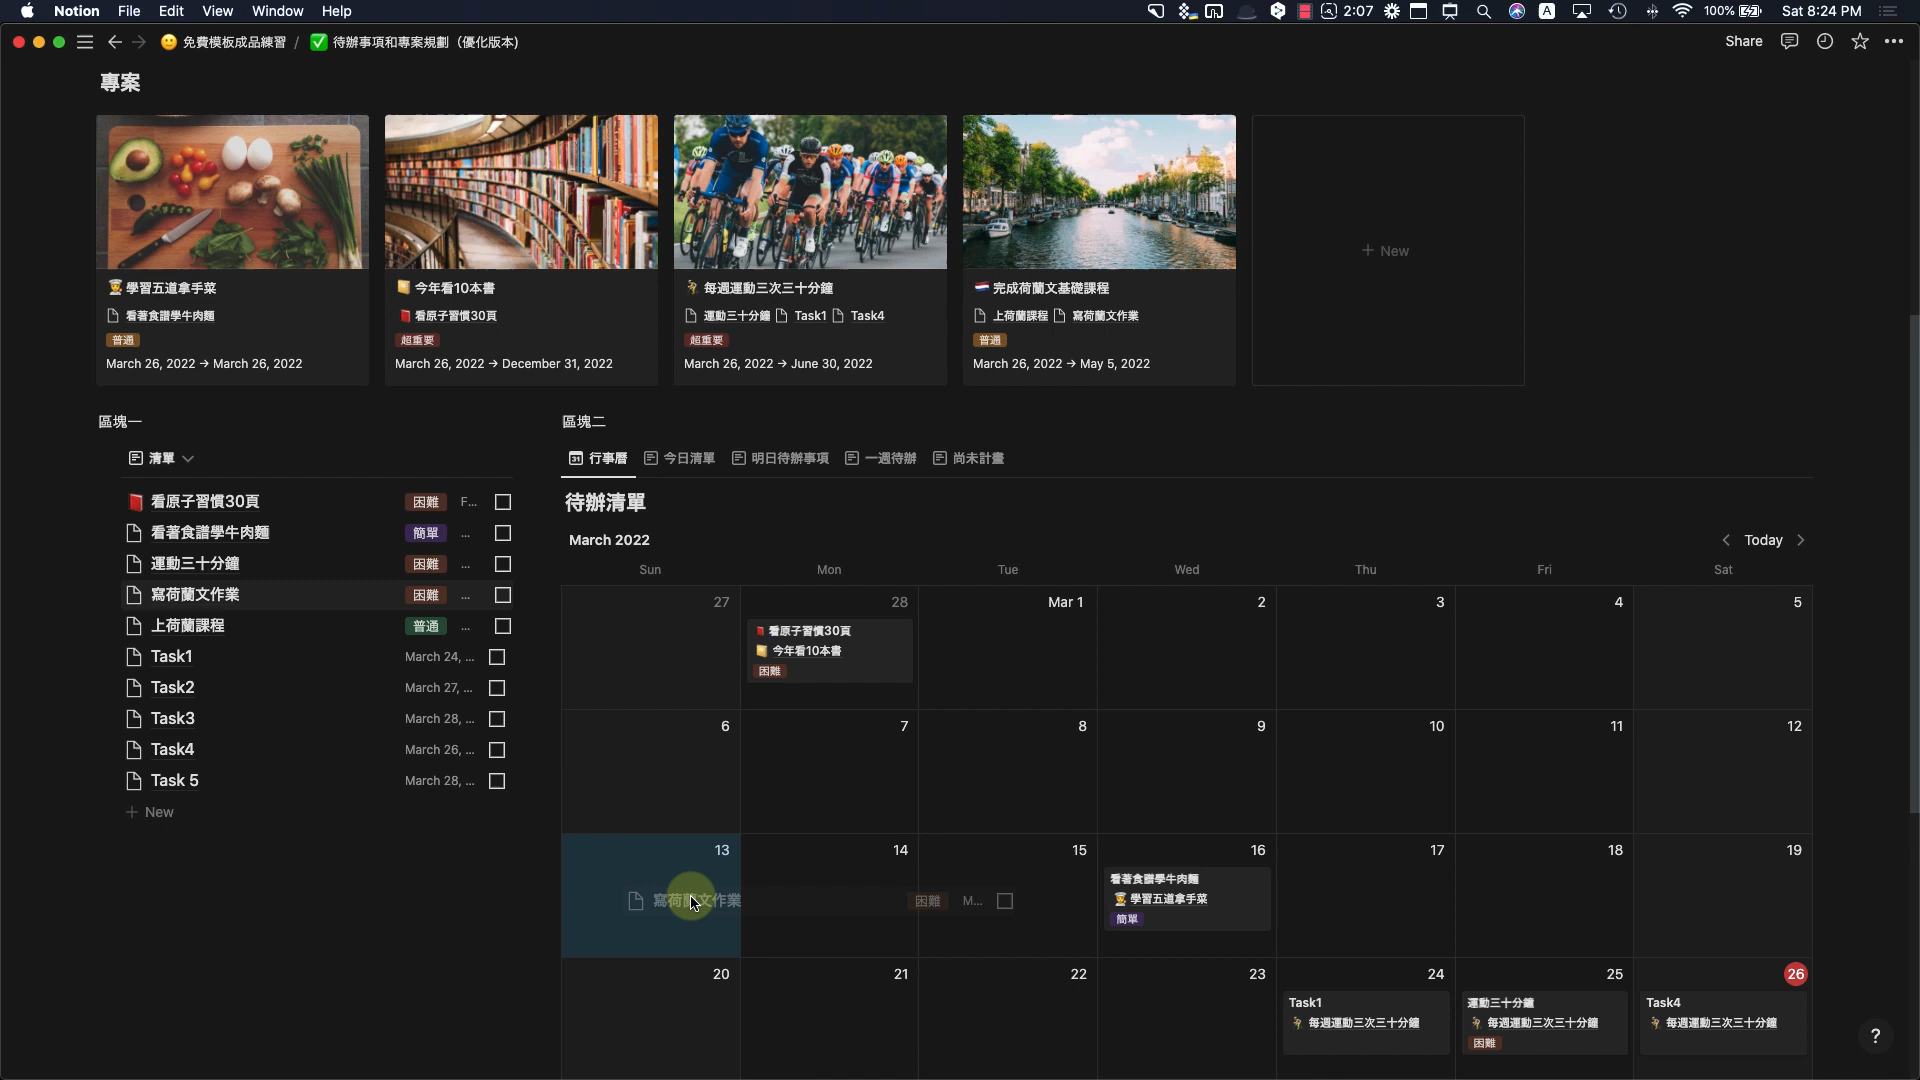 Notion File Edit View Window Help 2:07 A 100% Sat 8:24 PM
免費模板成品練習 / 待辦事項和專案規劃（優化版本） Share
專案
學習五道拿手菜
看著食譜學牛肉麵
普通
March 26, 2022 → March 26, 2022
今年看10本書
看原子習慣30頁
超重要
March 26, 2022 → December 31, 2022
每週運動三次三十分鐘
運動三十分鐘 Task1 Task4
超重要
March 26, 2022 → June 30, 2022
完成荷蘭文基礎課程
上荷蘭課程 寫荷蘭文作業
普通
March 26, 2022 → May 5, 2022
+ New
區塊一
清單
看原子習慣30頁 困難 F...
看著食譜學牛肉麵 簡單 ...
運動三十分鐘 困難 ...
寫荷蘭文作業 困難 ...
上荷蘭課程 普通 ...
Task1 March 24, ...
Task2 March 27, ...
Task3 March 28, ...
Task4 March 26, ...
Task 5 March 28, ...
+ New
區塊二
行事曆 今日清單 明日待辦事項 一週待辦 尚未計畫
待辦清單
March 2022 Today
Sun Mon Tue Wed Thu Fri Sat
27 28 Mar 1 2 3 4 5
看原子習慣30頁
今年看10本書
困難
6 7 8 9 10 11 12
13 14 15 16 17 18 19
看著食譜學牛肉麵
學習五道拿手菜
簡單
寫荷蘭文作業 困難 M...
20 21 22 23 24 25 26
Task1
每週運動三次三十分鐘
運動三十分鐘
每週運動三次三十分鐘
困難
Task4
每週運動三次三十分鐘
?